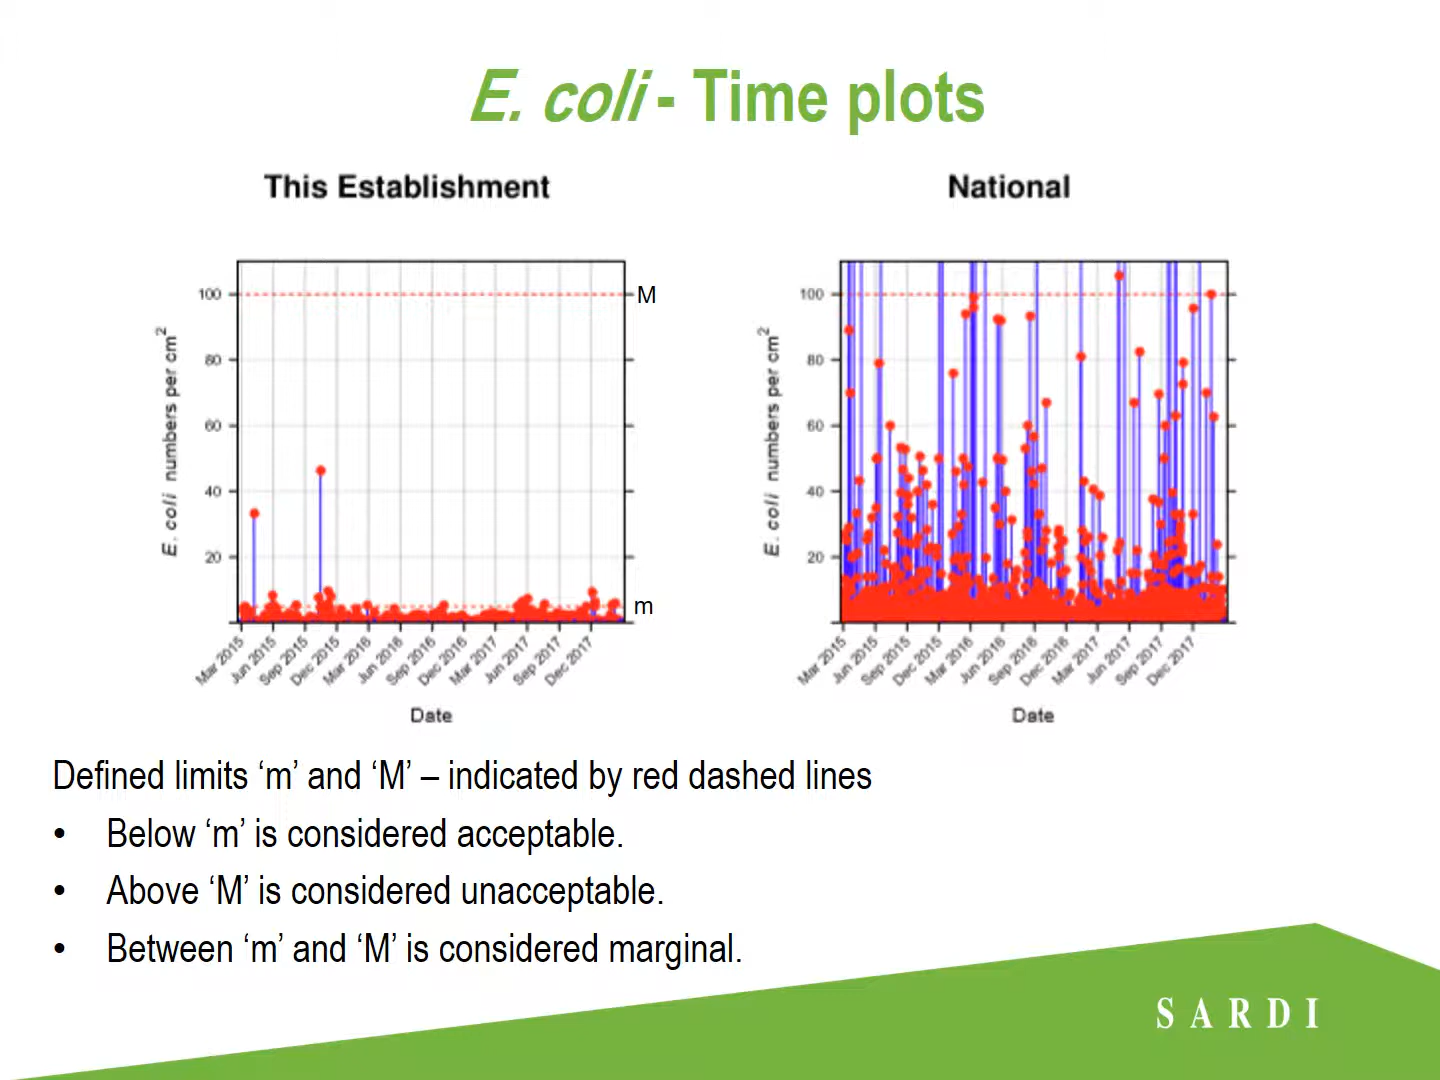 E. coli - Time plots
This Establishment
National
E. coli numbers per cm2
100
80
60
40
20
M
m
Mar 2015
Jun 2015
Sep 2015
Dec 2015
Mar 2016
Jun 2016
Sep 2016
Dec 2016
Mar 2017
Jun 2017
Sep 2017
Dec 2017
Date
E. coli numbers per cm2
100
80
60
40
20
Mar 2015
Jun 2015
Sep 2015
Dec 2015
Mar 2016
Jun 2016
Sep 2016
Dec 2016
Mar 2017
Jun 2017
Sep 2017
Dec 2017
Date
Defined limits ‘m’ and ‘M’ – indicated by red dashed lines
• Below ‘m’ is considered acceptable.
• Above ‘M’ is considered unacceptable.
• Between ‘m’ and ‘M’ is considered marginal.
SARDI